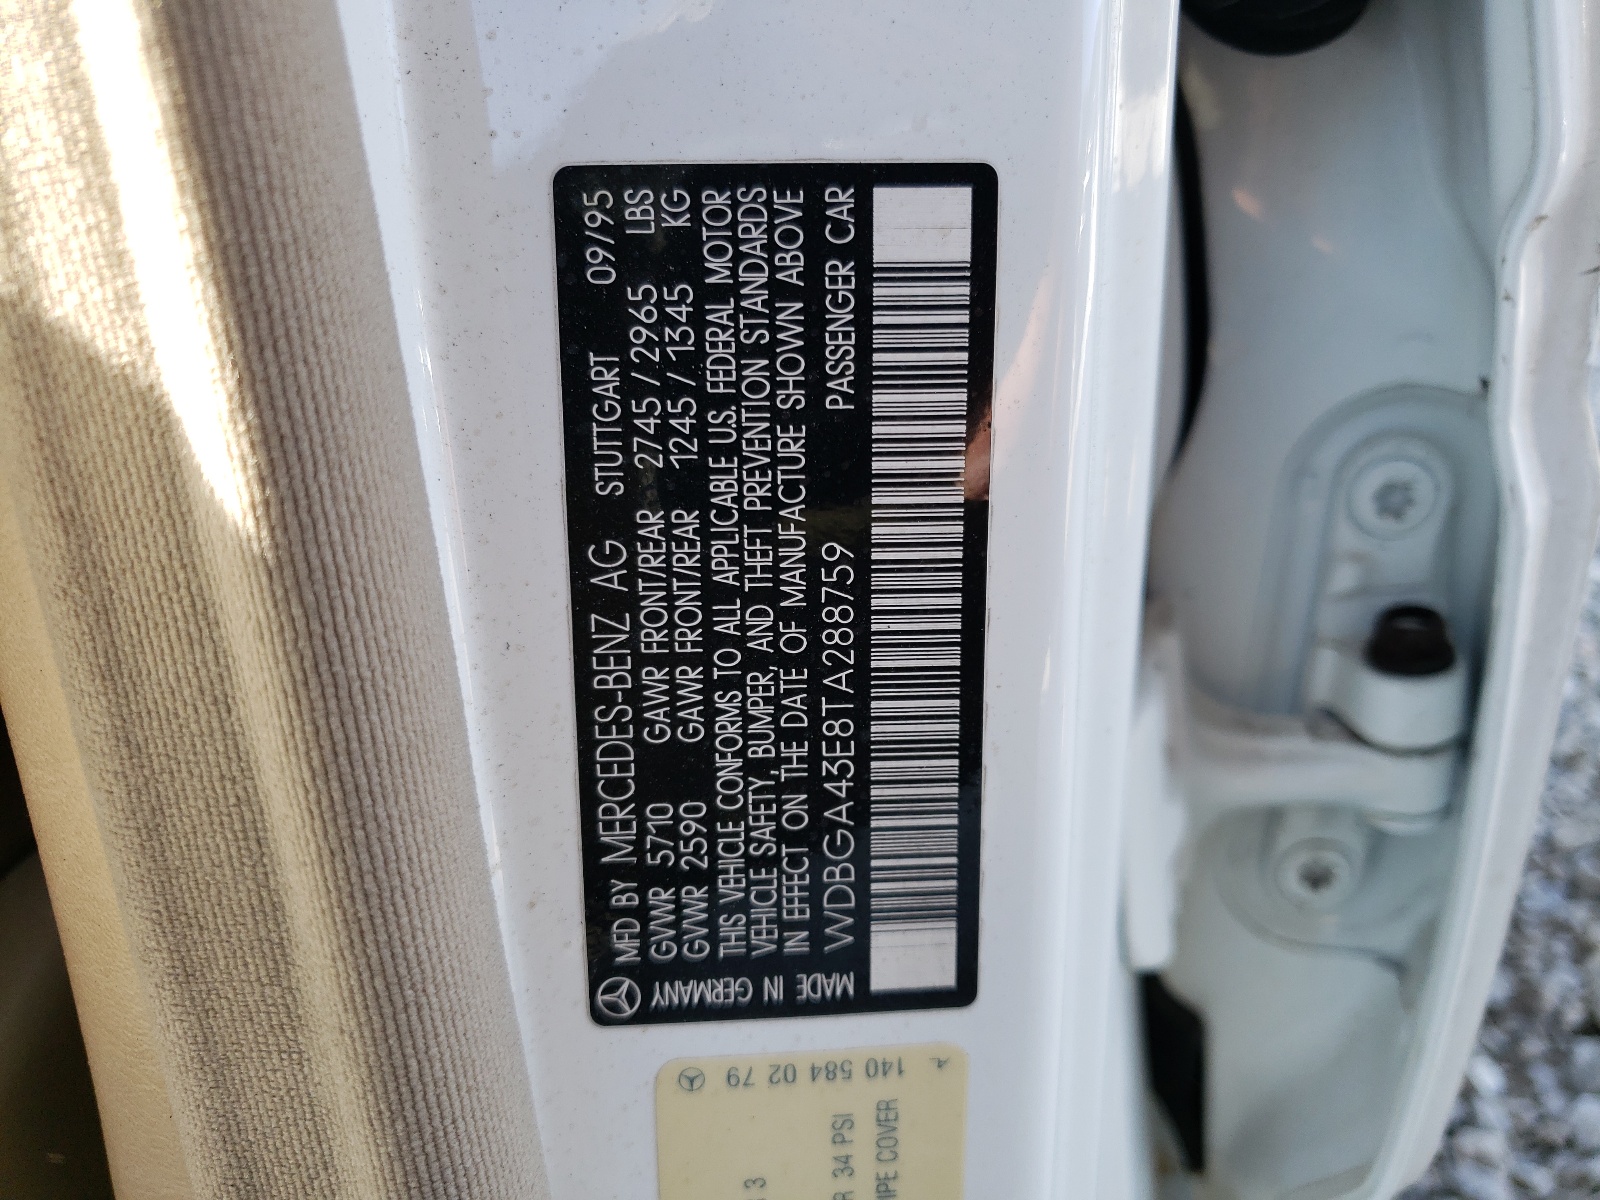 MFD BY MERCEDES-BENZ AG STUTTGART 09/95
GVWR 5710 GAWR FRONT/REAR 2745 / 2965 LBS
GVWR 2590 GAWR FRONT/REAR 1245 / 1345 KG
THIS VEHICLE CONFORMS TO ALL APPLICABLE U.S. FEDERAL MOTOR
VEHICLE SAFETY, BUMPER, AND THEFT PREVENTION STANDARDS
IN EFFECT ON THE DATE OF MANUFACTURE SHOWN ABOVE
WDBGA43E8TA288759 PASSENGER CAR
MADE IN GERMANY
140 584 02 79
3
R 34 PSI
IPE COVER